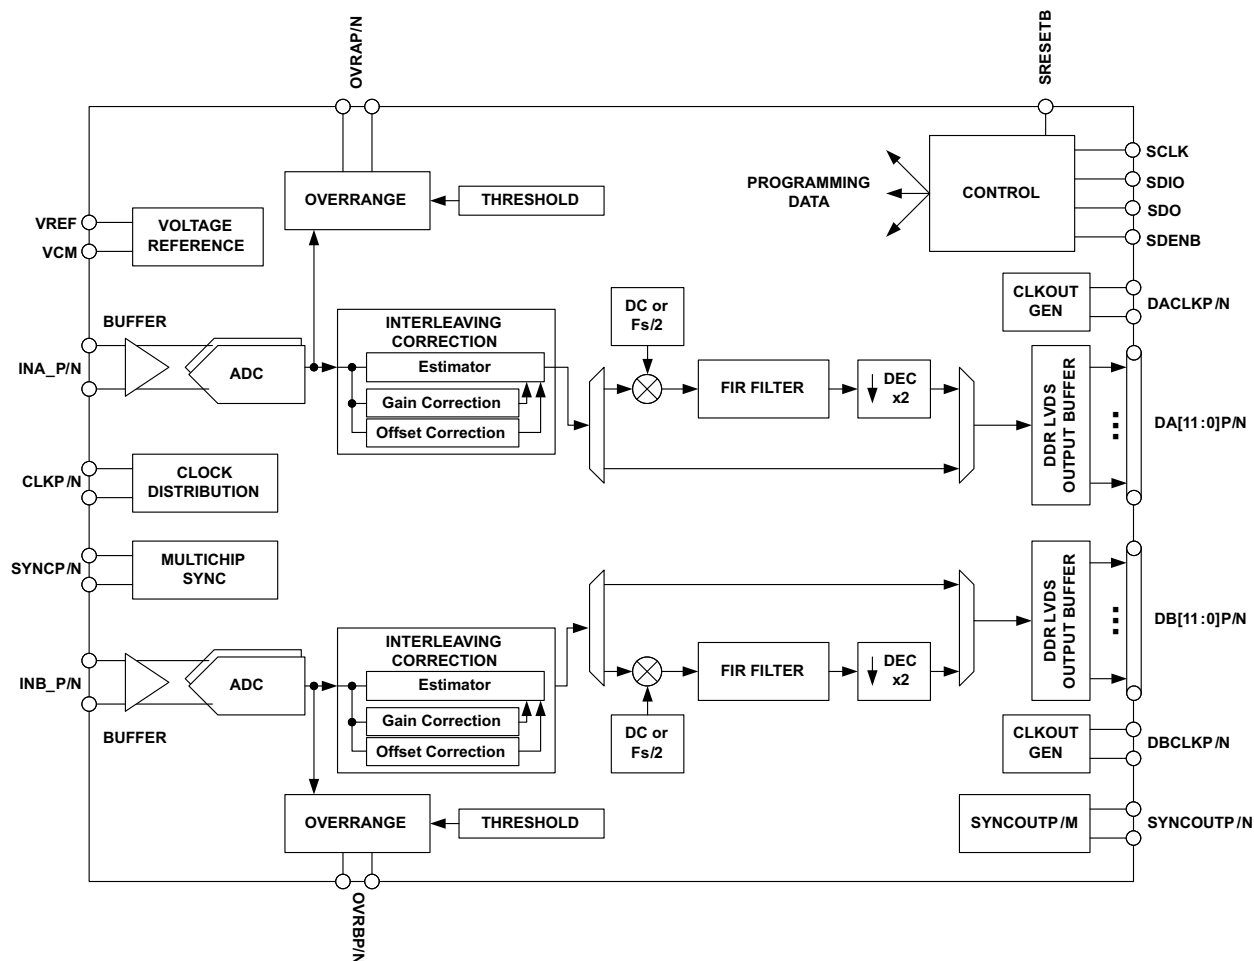 OVRAP/N
SRESETB
SCLK
SDIO
SDO
SDENB
CONTROL
PROGRAMMING
DATA
OVERRANGE
THRESHOLD
VREF
VCM
VOLTAGE
REFERENCE
CLKOUT
GEN
DACLKP/N
BUFFER
INA_P/N
ADC
INTERLEAVING
CORRECTION
Estimator
Gain Correction
Offset Correction
DC or
Fs/2
FIR FILTER
DEC
x2
DDR LVDS
OUTPUT BUFFER
DA[11:0]P/N
CLKP/N
CLOCK
DISTRIBUTION
SYNCP/N
MULTICHIP
SYNC
INB_P/N
ADC
BUFFER
INTERLEAVING
CORRECTION
Estimator
Gain Correction
Offset Correction
DC or
Fs/2
FIR FILTER
DEC
x2
DDR LVDS
OUTPUT BUFFER
DB[11:0]P/N
CLKOUT
GEN
DBCLKP/N
OVERRANGE
THRESHOLD
SYNCOUTP/M
SYNCOUTP/N
OVRBP/N